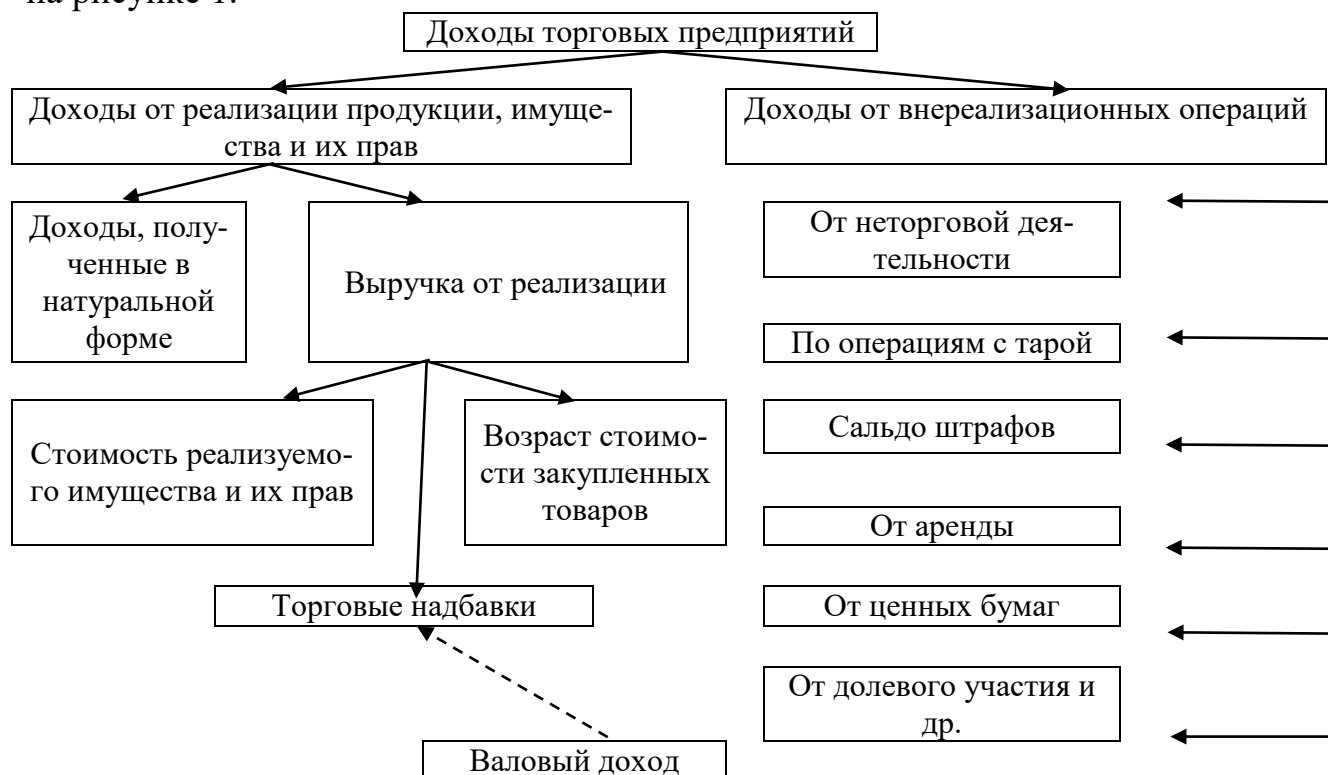 на рисунке 1.
Доходы торговых предприятий
Доходы от реализации продукции, имуще-
ства и их прав
Доходы от внереализационных операций
Доходы, полу-
ченные в
натуральной
форме
Выручка от реализации
От неторговой дея-
тельности
По операциям с тарой
Стоимость реализуемо-
го имущества и их прав
Возраст стоимо-
сти закупленных
товаров
Сальдо штрафов
От аренды
Торговые надбавки
От ценных бумаг
От долевого участия и
др.
Валовый доход